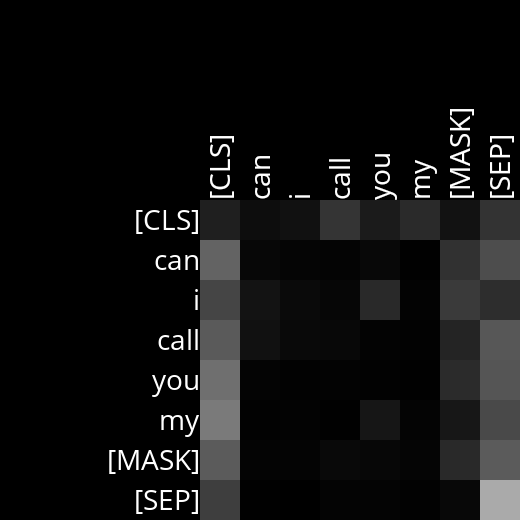 [CLS] can i call you my [MASK] [SEP]
[CLS]
can
i
call
you
my
[MASK]
[SEP]